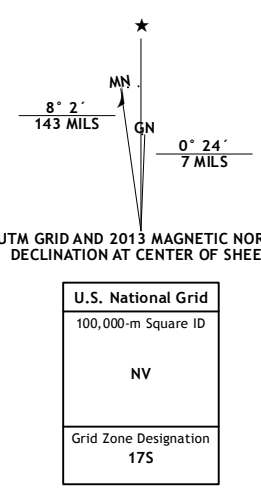 ★
MN
GN
8° 2´
143 MILS
0° 24´
7 MILS
UTM GRID AND 2013 MAGNETIC NOR
DECLINATION AT CENTER OF SHEE
U.S. National Grid
100,000-m Square ID
NV
Grid Zone Designation
17S